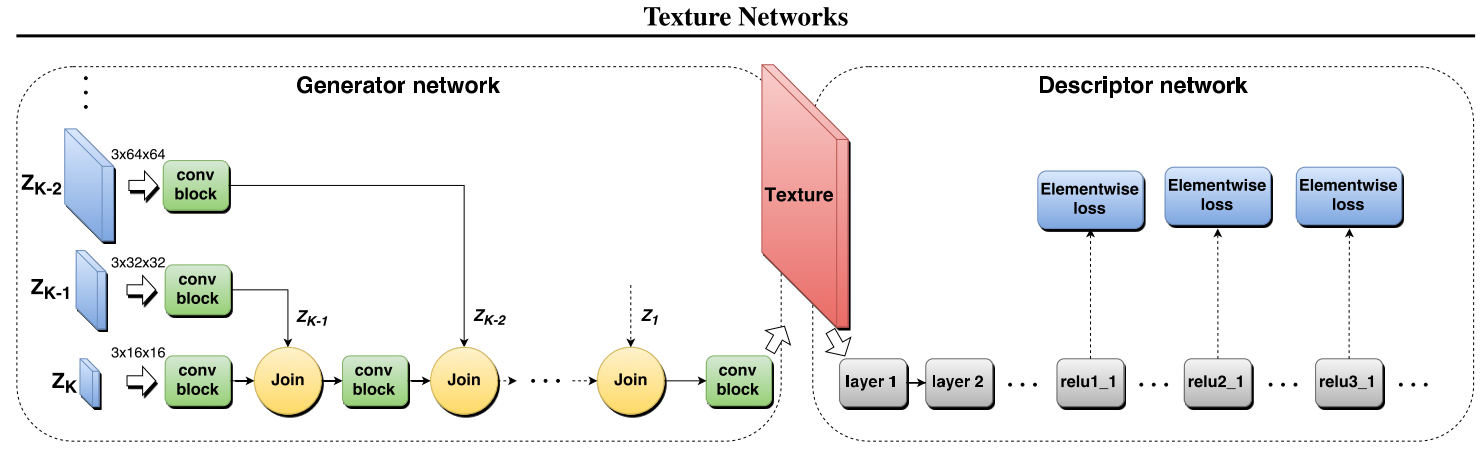 Texture Networks
Generator network
Descriptor network
Z_{K-2}
3x64x64
conv
block
Z_{K-1}
3x32x32
conv
block
Z_{K-1}
Z_{K-2}
Z_1
Z_K
3x16x16
conv
block
Join
conv
block
Join
...
Join
conv
block
Texture
Elementwise
loss
Elementwise
loss
Elementwise
loss
layer 1
layer 2
...
relu1_1
...
relu2_1
...
relu3_1
...